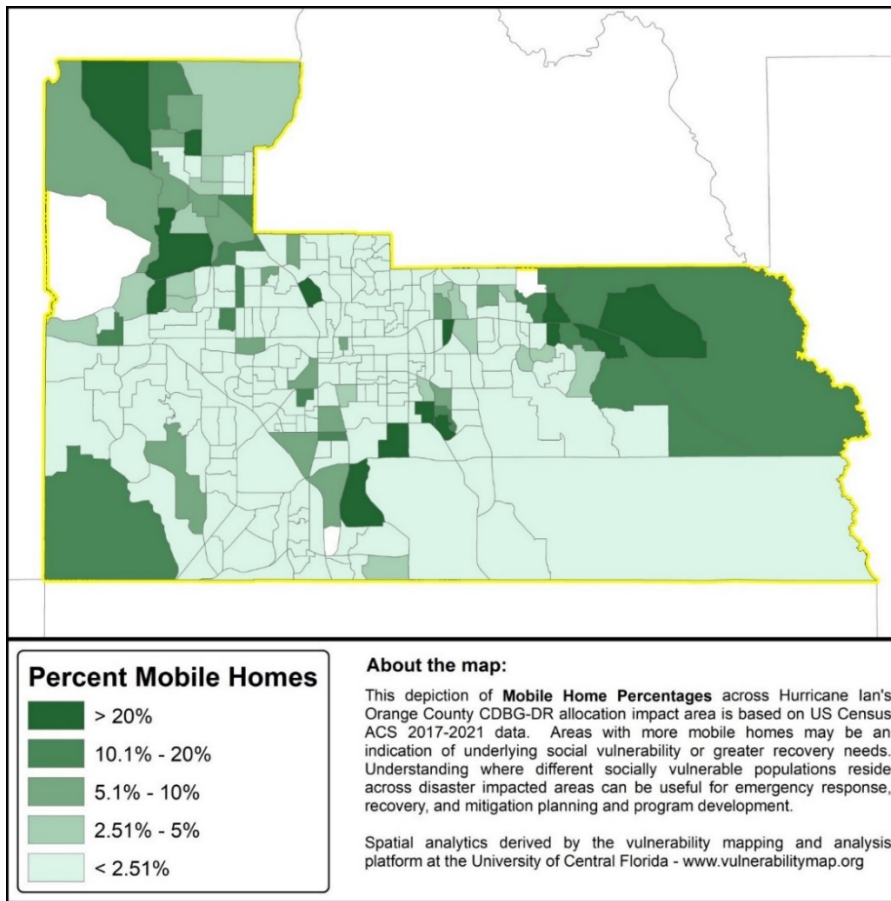 Percent Mobile Homes
> 20%
10.1% - 20%
5.1% - 10%
2.51% - 5%
< 2.51%
About the map:
This depiction of Mobile Home Percentages across Hurricane Ian's
Orange County CDBG-DR allocation impact area is based on US Census
ACS 2017-2021 data. Areas with more mobile homes may be an
indication of underlying social vulnerability or greater recovery needs.
Understanding where different socially vulnerable populations reside
across disaster impacted areas can be useful for emergency response,
recovery, and mitigation planning and program development.
Spatial analytics derived by the vulnerability mapping and analysis
platform at the University of Central Florida - www.vulnerabilitymap.org